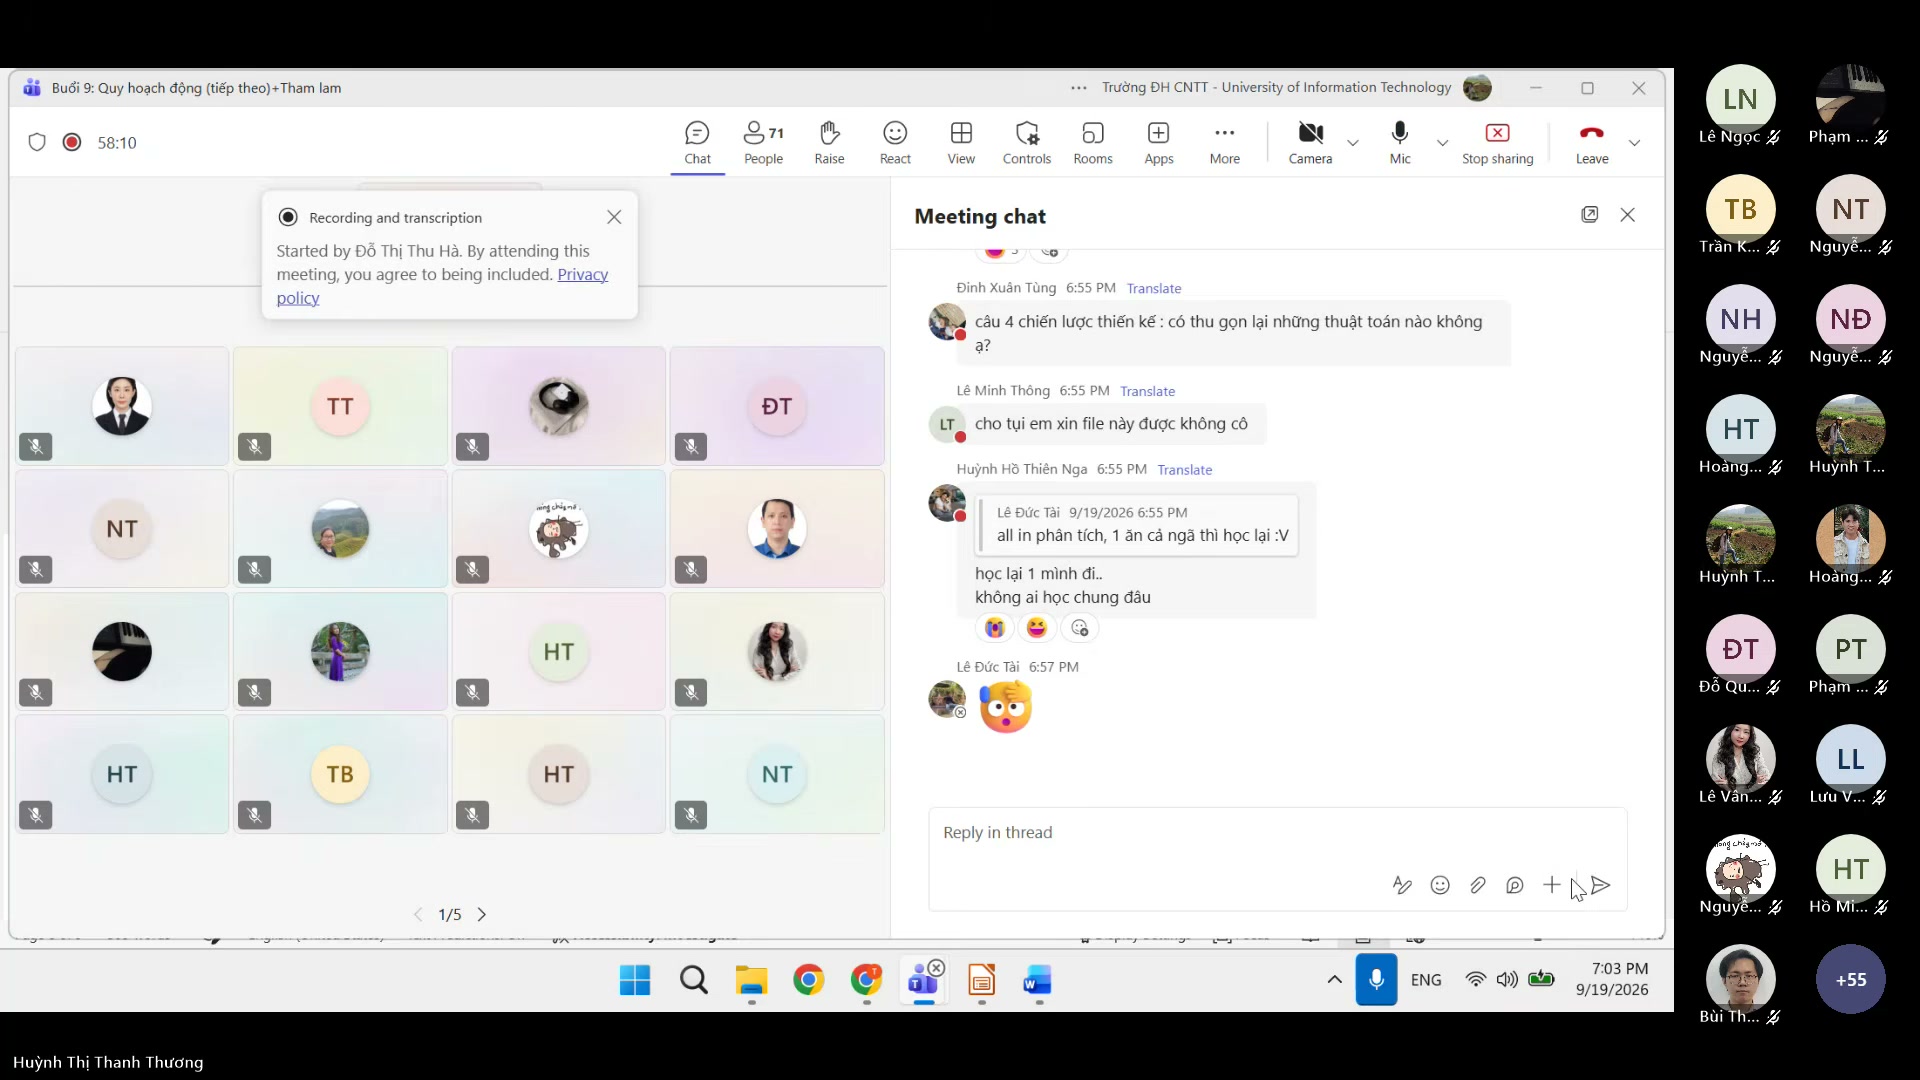 Buổi 9: Quy hoạch động (tiếp theo)+Tham lam
Trường ĐH CNTT - University of Information Technology
58:10
Chat
71
People
Raise
React
View
Controls
Rooms
Apps
More
Camera
Mic
Stop sharing
Leave
Recording and transcription
Started by Đỗ Thị Thu Hà. By attending this
meeting, you agree to being included. Privacy
policy
TT
ĐT
NT
HT
HT
TB
HT
NT
1/5
Meeting chat
Đinh Xuân Tùng 6:55 PM Translate
câu 4 chiến lược thiến kế : có thu gọn lại những thuật toán nào không
ạ?
Lê Minh Thông 6:55 PM Translate
LT
cho tụi em xin file này được không cô
Huỳnh Hồ Thiên Nga 6:55 PM Translate
Lê Đức Tài 9/19/2026 6:55 PM
all in phân tích, 1 ăn cả ngã thì học lại :V
học lại 1 mình đi..
không ai học chung đâu
Lê Đức Tài 6:57 PM
Reply in thread
ENG
7:03 PM
9/19/2026
LN
Lê Ngọc
Phạm ...
TB
Trần K...
NT
Nguyễ...
NH
Nguyễ...
NĐ
Nguyễ...
HT
Hoàng...
Huỳnh T...
Huỳnh T...
Hoàng...
ĐT
Đỗ Qu...
PT
Phạm ...
Lê Vân...
LL
Lưu V...
Nguyễ...
HT
Hồ Mi...
Bùi Th...
+55
Huỳnh Thị Thanh Thương